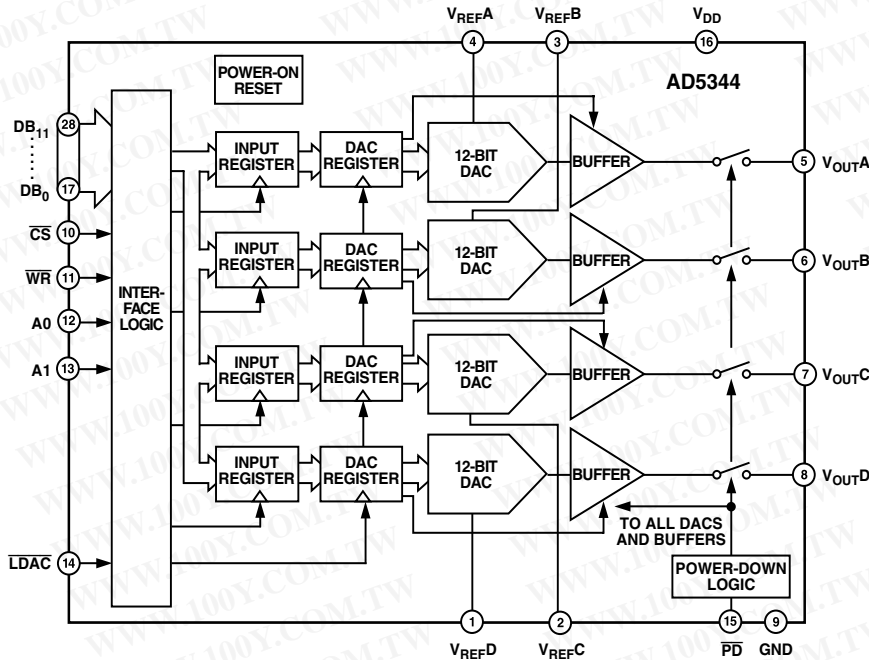 VREFA VREFB VDD
4 3 16
POWER-ON
RESET
AD5344
DB11 28
DB0 17
CS 10
WR 11
A0 12
A1 13
LDAC 14
INTER-
FACE
LOGIC
INPUT
REGISTER
DAC
REGISTER
12-BIT
DAC
BUFFER
5 VOUTA
INPUT
REGISTER
DAC
REGISTER
12-BIT
DAC
BUFFER
6 VOUTB
INPUT
REGISTER
DAC
REGISTER
12-BIT
DAC
BUFFER
7 VOUTC
INPUT
REGISTER
DAC
REGISTER
12-BIT
DAC
BUFFER
8 VOUTD
TO ALL DACS
AND BUFFERS
POWER-DOWN
LOGIC
1 2 15 9
VREFD VREFC PD GND
WWW.100Y.COM.TW